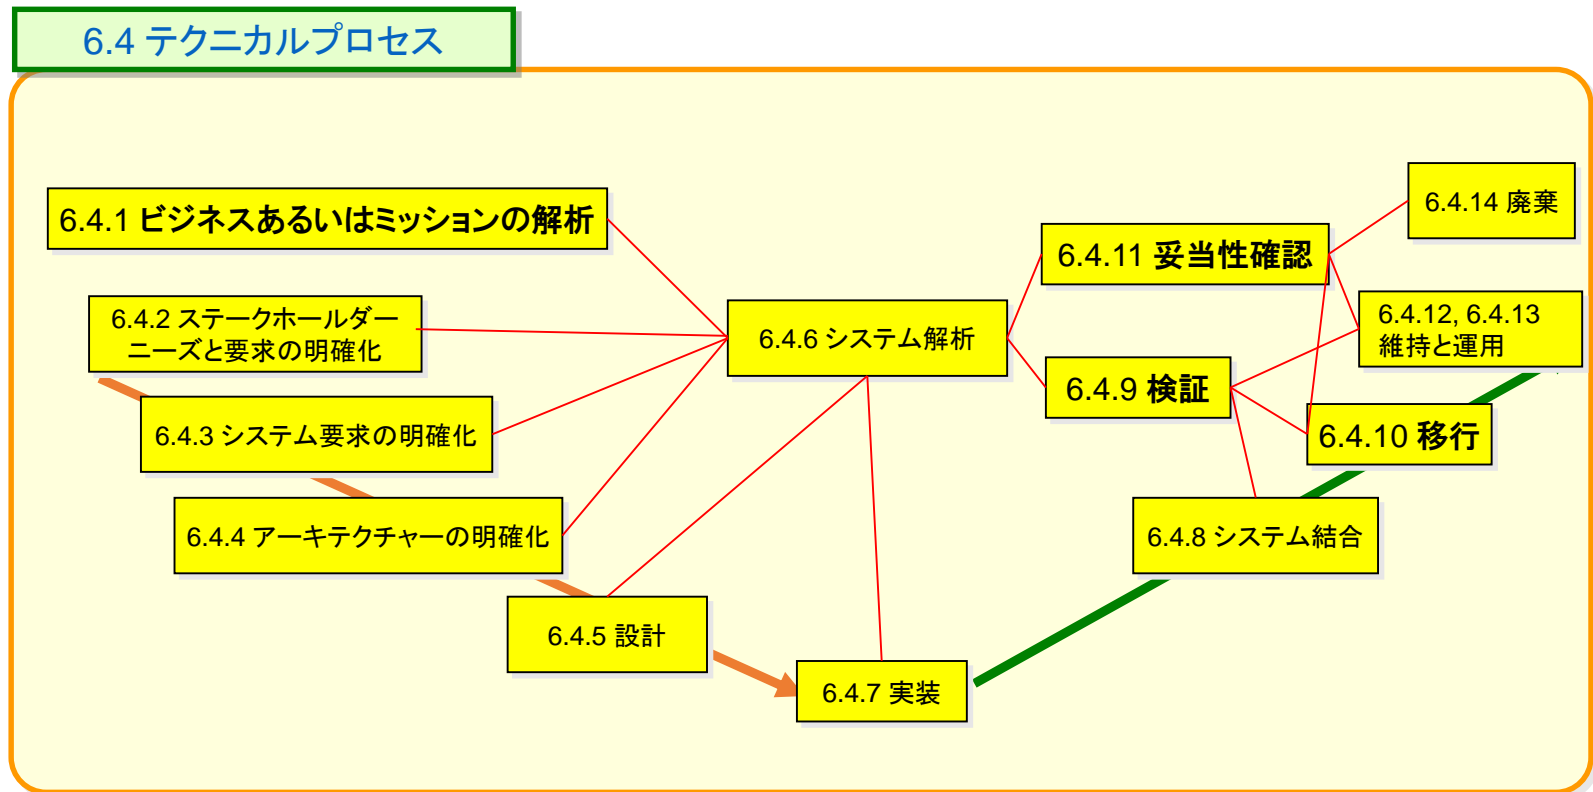 6.4 テクニカルプロセス
6.4.1 ビジネスあるいはミッションの解析
6.4.2 ステークホールダー
ニーズと要求の明確化
6.4.3 システム要求の明確化
6.4.4 アーキテクチャーの明確化
6.4.5 設計
6.4.6 システム解析
6.4.7 実装
6.4.11 妥当性確認
6.4.9 検証
6.4.8 システム結合
6.4.10 移行
6.4.12, 6.4.13
維持と運用
6.4.14 廃棄